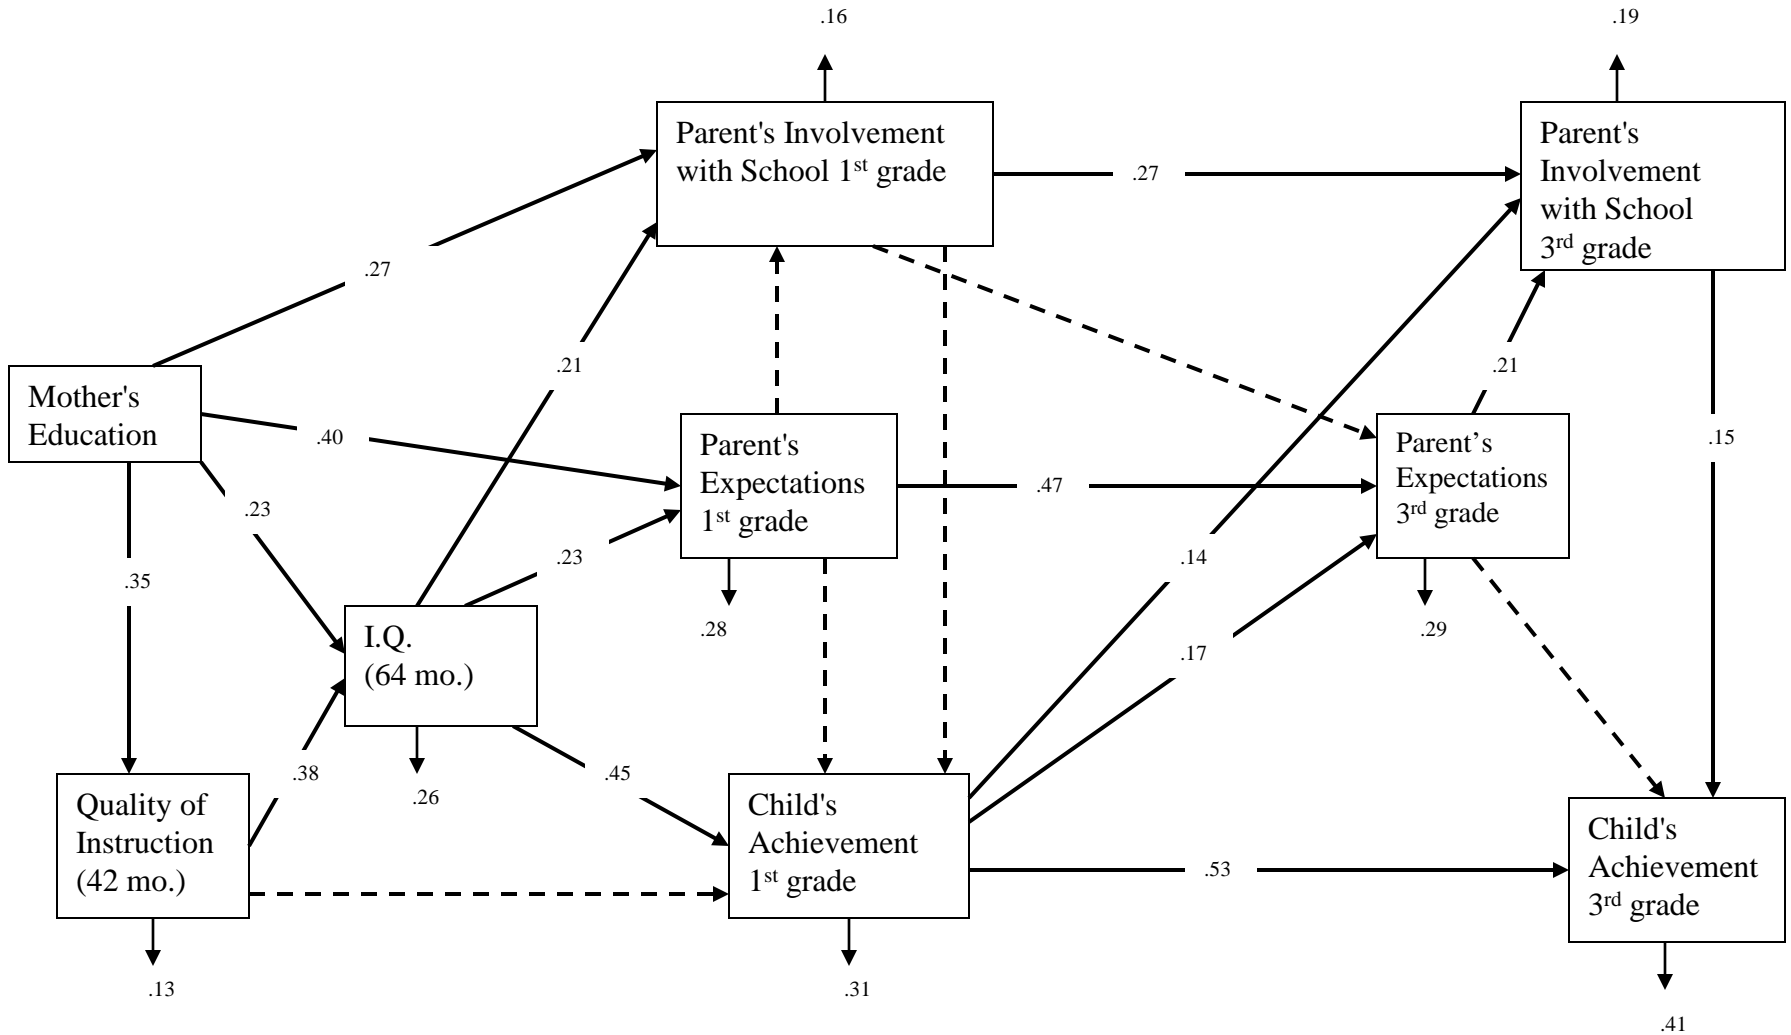 .16
.19
Parent's Involvement
with School 1st grade
Parent's
Involvement
with School
3rd grade
.27
.27
.21
.21
Mother's
Education
.40
Parent's
Expectations
1st grade
.47
Parent’s
Expectations
3rd grade
.15
.23
.35
.23
.14
.28
.29
.17
I.Q.
(64 mo.)
.38
.45
.26
Quality of
Instruction
(42 mo.)
Child's
Achievement
1st grade
.53
Child's
Achievement
3rd grade
.13
.31
.41